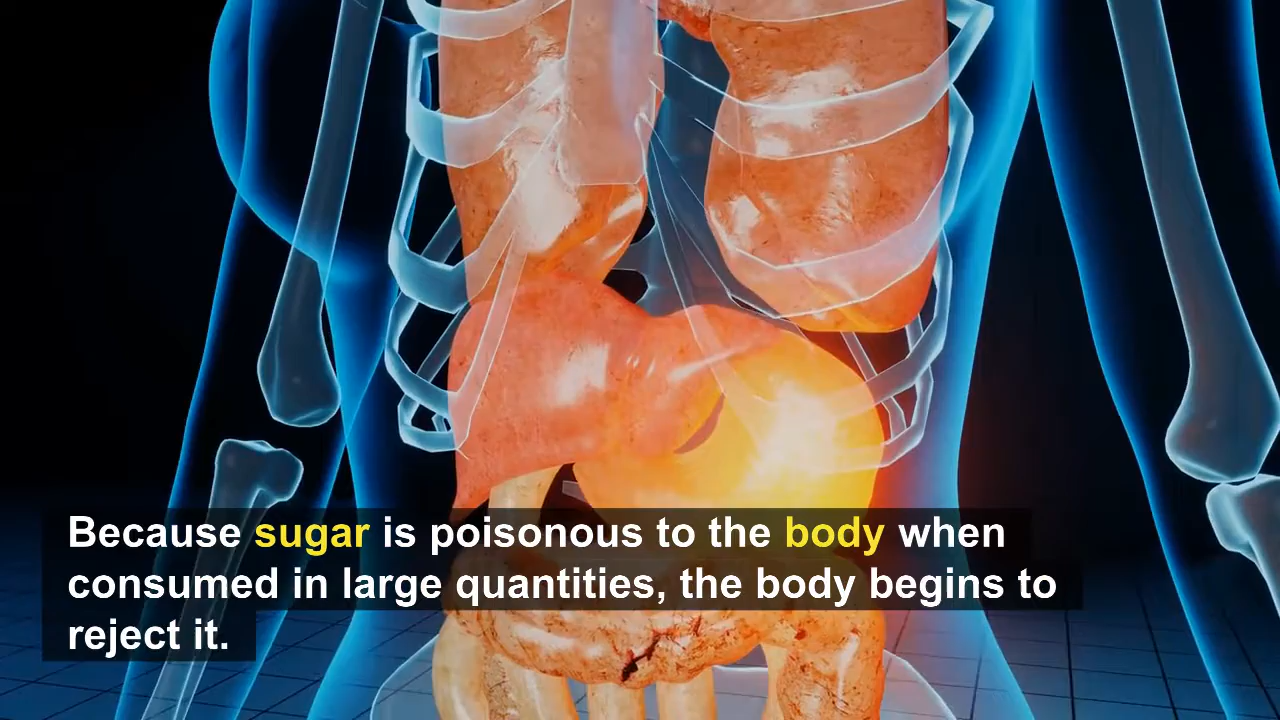 Because sugar is poisonous to the body when
consumed in large quantities, the body begins to
reject it.